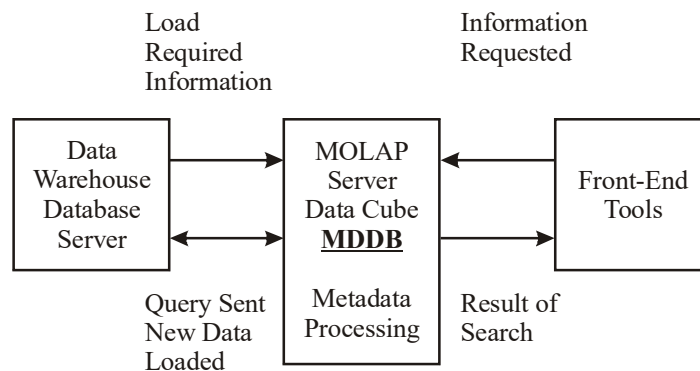 Load
Required
Information
Information
Requested
Data
Warehouse
Database
Server
MOLAP
Server
Data Cube
MDDB
Metadata
Processing
Front-End
Tools
Query Sent
New Data
Loaded
Result of
Search